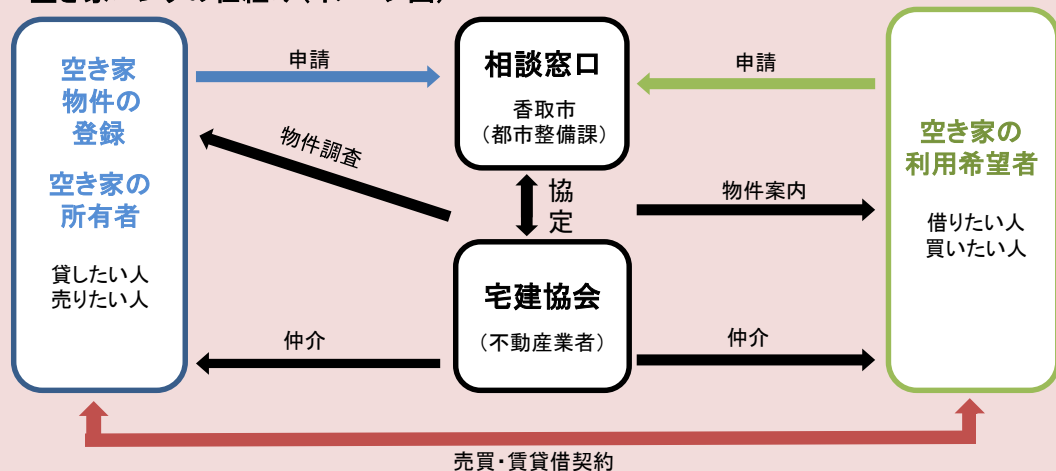 空き家
物件の
登録
空き家の
所有者
貸したい人
売りたい人
申請
物件調査
相談窓口
香取市
（都市整備課）
協
定
宅建協会
（不動産業者）
申請
物件案内
仲介
仲介
空き家の
利用希望者
借りたい人
買いたい人
売買・賃貸借契約